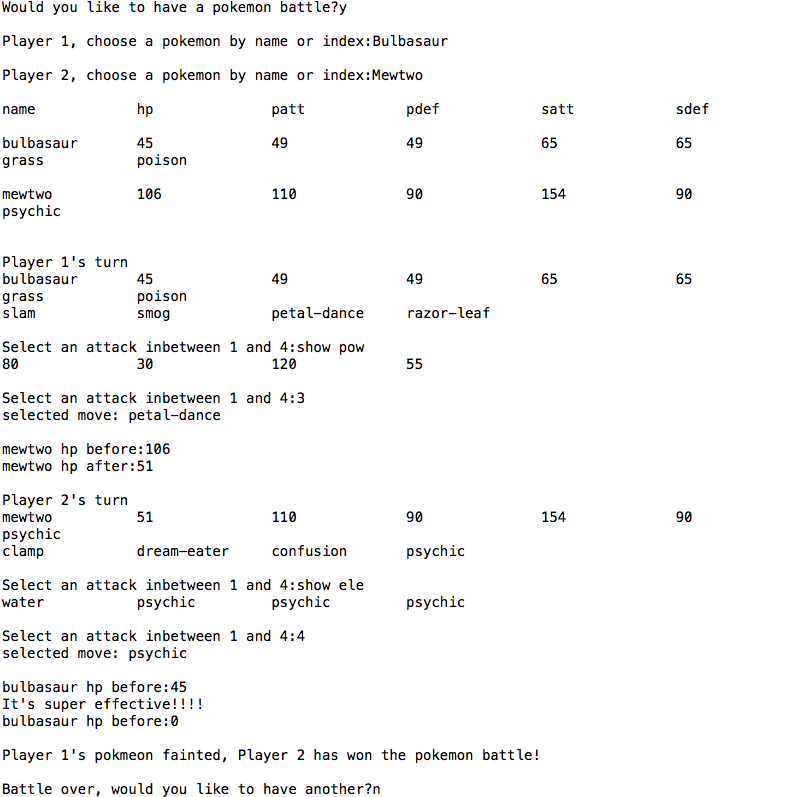 Would you like to have a pokemon battle?y
Player 1, choose a pokemon by name or index:Bulbasaur
Player 2, choose a pokemon by name or index:Mewtwo
name hp patt pdef satt sdef
bulbasaur 45 49 49 65 65
grass poison
mewtwo 106 110 90 154 90
psychic
Player 1's turn
bulbasaur 45 49 49 65 65
grass poison
slam smog petal-dance razor-leaf
Select an attack inbetween 1 and 4:show pow
80 30 120 55
Select an attack inbetween 1 and 4:3
selected move: petal-dance
mewtwo hp before:106
mewtwo hp after:51
Player 2's turn
mewtwo 51 110 90 154 90
psychic
clamp dream-eater confusion psychic
Select an attack inbetween 1 and 4:show ele
water psychic psychic psychic
Select an attack inbetween 1 and 4:4
selected move: psychic
bulbasaur hp before:45
It's super effective!!!!
bulbasaur hp before:0
Player 1's pokmeon fainted, Player 2 has won the pokemon battle!
Battle over, would you like to have another?n